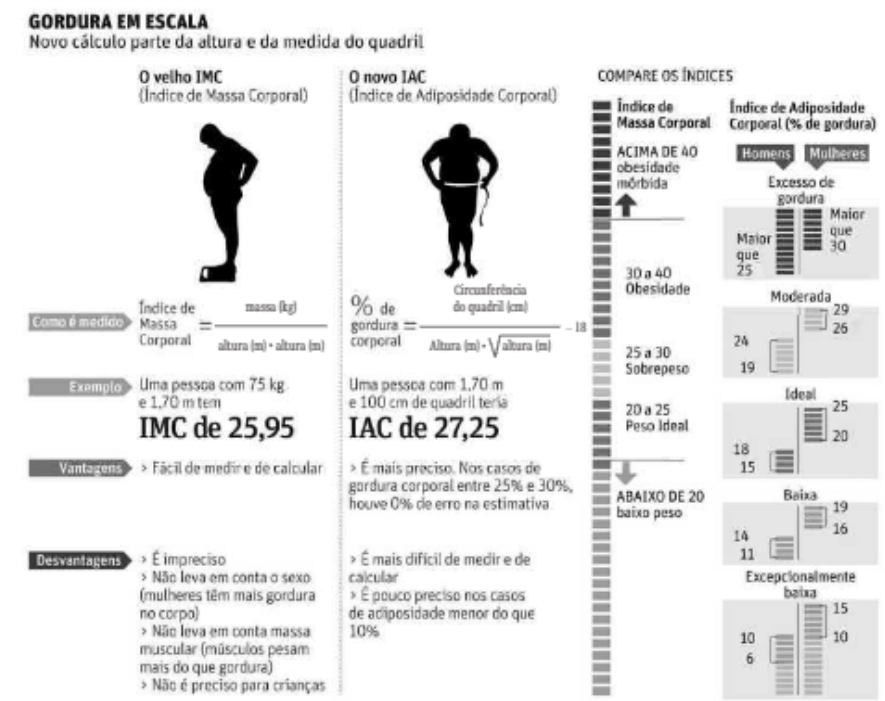 GORDURA EM ESCALA
Novo cálculo parte da altura e da medida do quadril
O velho IMC
(Índice de Massa Corporal)
O novo IAC
(Índice de Adiposidade Corporal)
Como é medido
Índice de
Massa
Corporal
=
massa (kg)
altura (m) • altura (m)
% de
gordura
corporal
=
Circunferência
do quadril (cm)
Altura (m) • √altura (m)
– 18
Exemplo
Uma pessoa com 75 kg
e 1,70 m tem
IMC de 25,95
Uma pessoa com 1,70 m
e 100 cm de quadril teria
IAC de 27,25
Vantagens
> Fácil de medir e de calcular
> É mais preciso. Nos casos de
gordura corporal entre 25% e 30%,
houve 0% de erro na estimativa
Desvantagens
> É impreciso
> Não leva em conta o sexo
(mulheres têm mais gordura
no corpo)
> Não leva em conta massa
muscular (músculos pesam
mais do que gordura)
> Não é preciso para crianças
> É mais difícil de medir e de
calcular
> É pouco preciso nos casos
de adiposidade menor do que
10%
COMPARE OS ÍNDICES
Índice de
Massa Corporal
ACIMA DE 40
obesidade
mórbida
30 a 40
Obesidade
25 a 30
Sobrepeso
20 a 25
Peso Ideal
ABAIXO DE 20
baixo peso
Índice de Adiposidade
Corporal (% de gordura)
Homens Mulheres
Excesso de
gordura
Maior
que
25
Maior
que
30
Moderada
29
26
24
19
Ideal
25
20
18
15
Baixa
19
16
14
11
Excepcionalmente
baixa
15
10
10
6